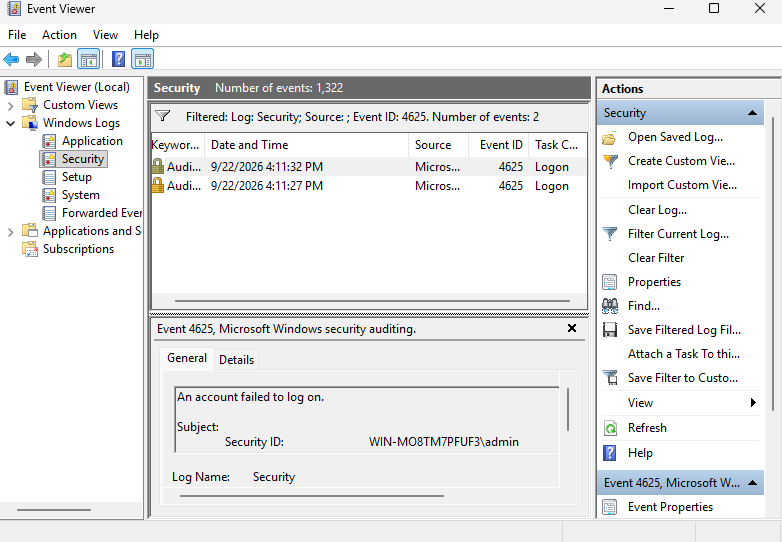 Event Viewer
File Action View Help
Event Viewer (Local)
Custom Views
Windows Logs
Application
Security
Setup
System
Forwarded Ever
Applications and S
Subscriptions
Security Number of events: 1,322
Filtered: Log: Security; Source: ; Event ID: 4625. Number of events: 2
Keywor... Date and Time Source Event ID Task C...
Audi... 9/22/2026 4:11:32 PM Micros... 4625 Logon
Audi... 9/22/2026 4:11:27 PM Micros... 4625 Logon
Event 4625, Microsoft Windows security auditing.
General Details
An account failed to log on.
Subject:
Security ID: WIN-MO8TM7PFUF3\admin
Log Name: Security
Actions
Security
Open Saved Log...
Create Custom Vie...
Import Custom Vie...
Clear Log...
Filter Current Log...
Clear Filter
Properties
Find...
Save Filtered Log Fil...
Attach a Task To thi...
Save Filter to Custo...
View
Refresh
Help
Event 4625, Microsoft W...
Event Properties